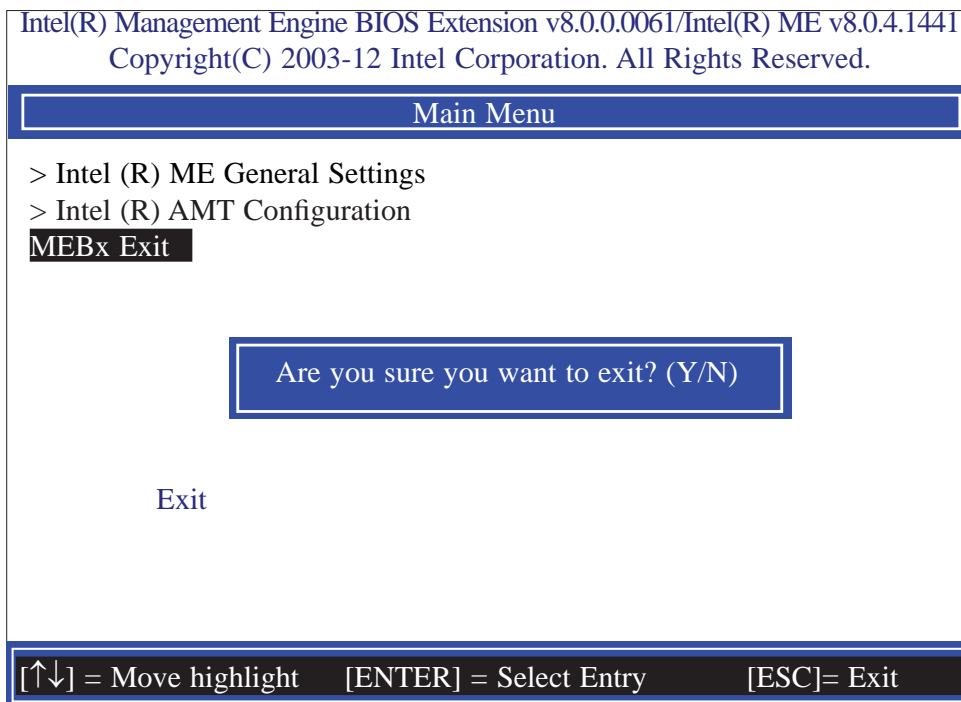 Intel(R) Management Engine BIOS Extension v8.0.0.0061/Intel(R) ME v8.0.4.1441
Copyright(C) 2003-12 Intel Corporation. All Rights Reserved.
Main Menu
> Intel (R) ME General Settings
> Intel (R) AMT Configuration
MEBx Exit
Are you sure you want to exit? (Y/N)
Exit
[↑↓] = Move highlight [ENTER] = Select Entry [ESC]= Exit